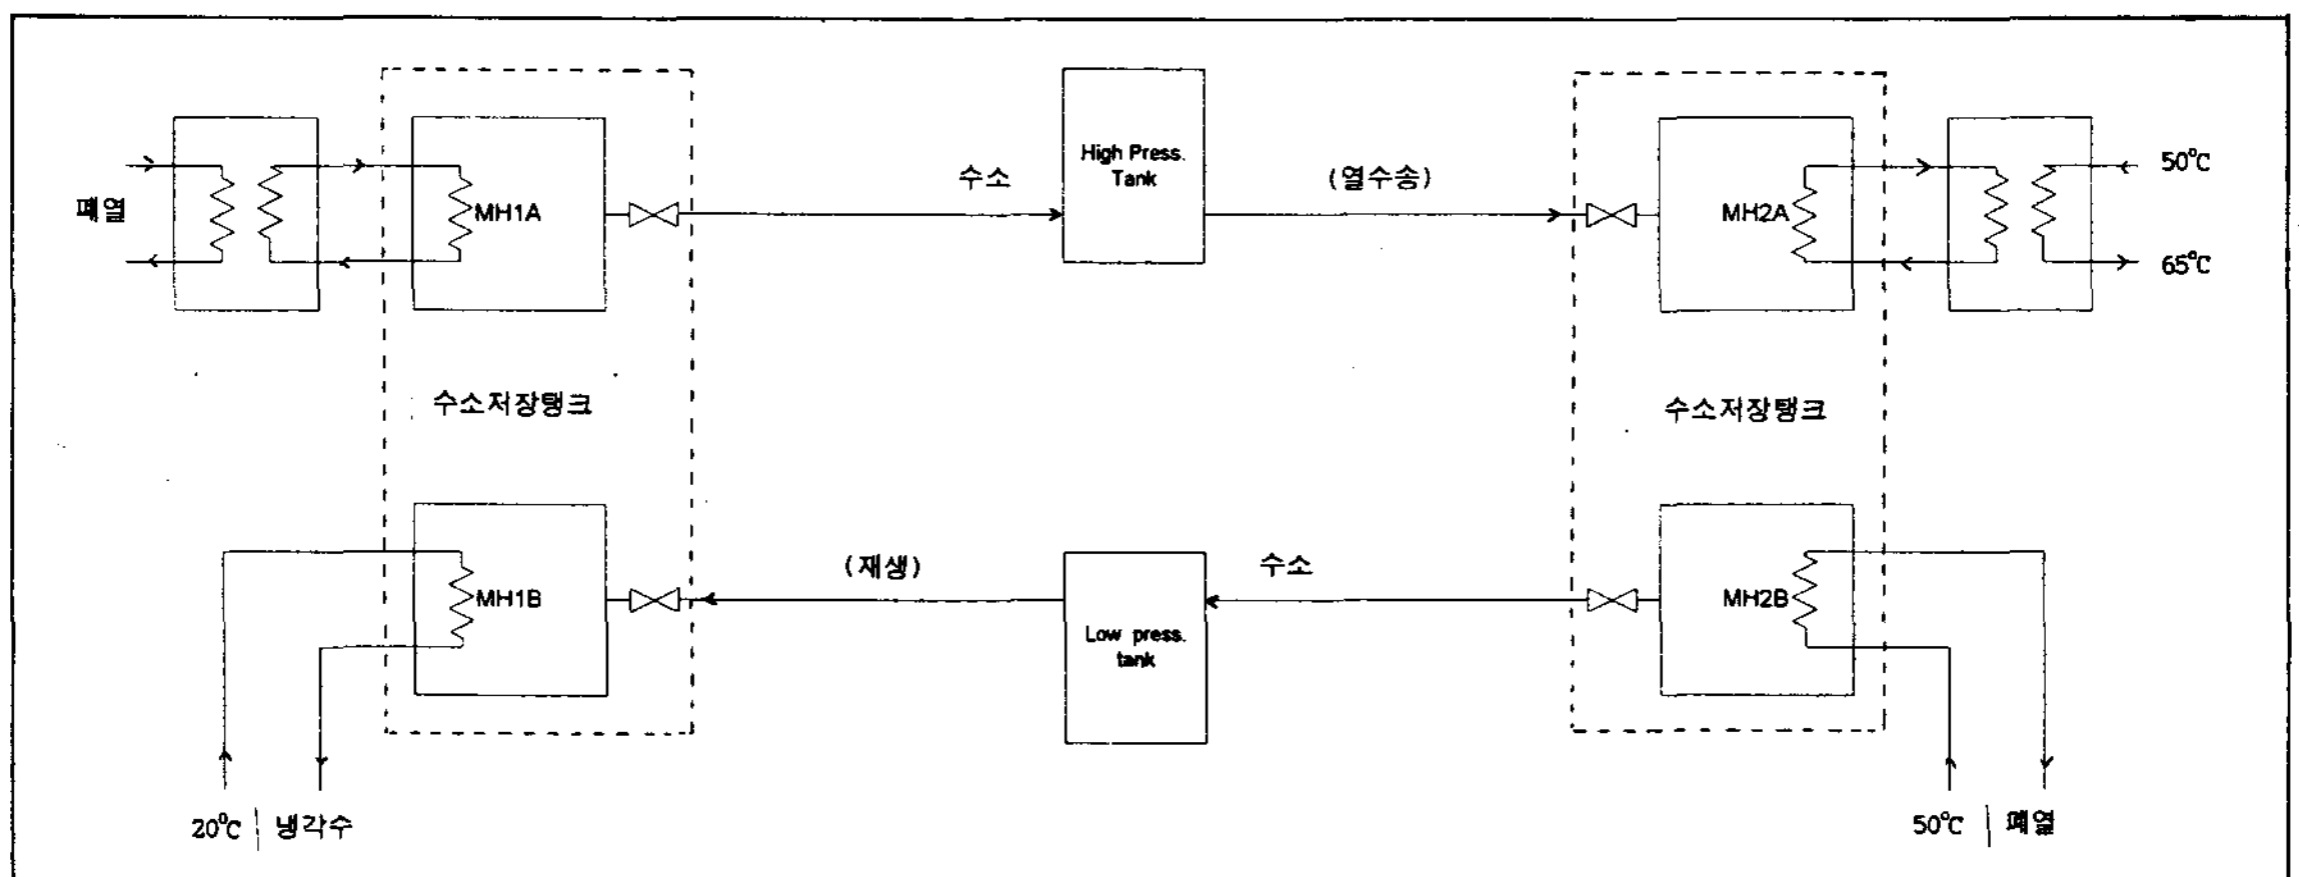 폐열
MH1A
수소
High Press.
Tank
(열수송)
MH2A
50°C
65°C
수소저장탱크
수소저장탱크
MH1B
(재생)
Low press.
tank
수소
MH2B
20°C
냉각수
50°C
폐열